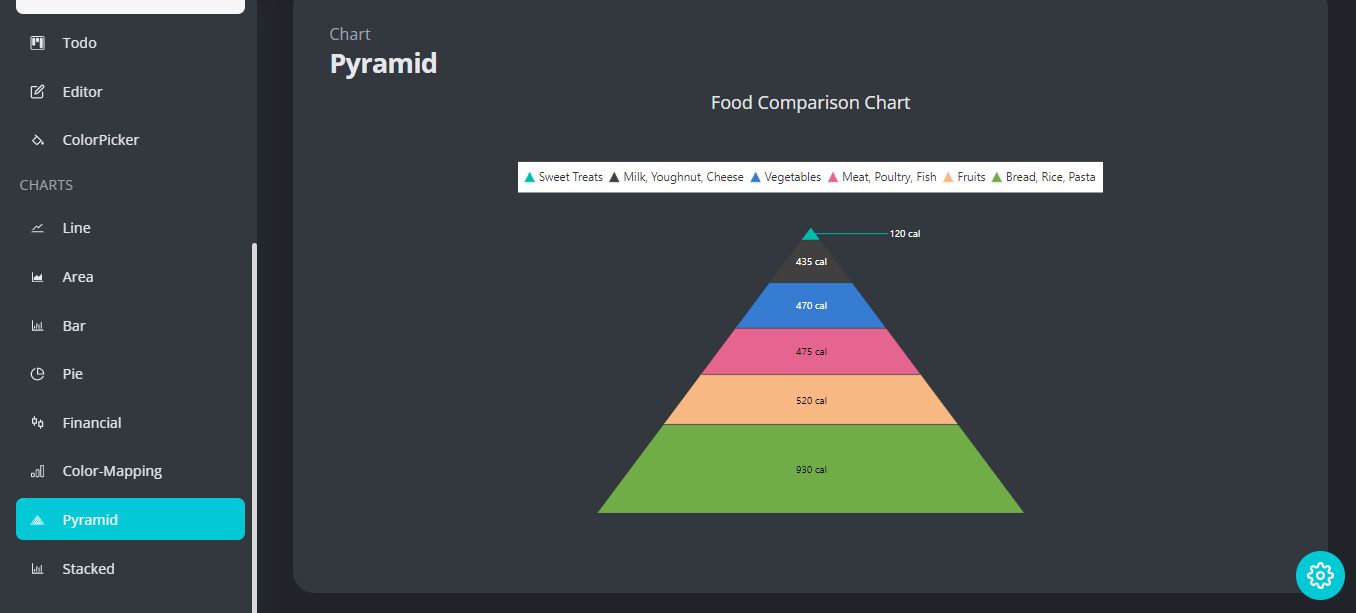 Todo
Editor
ColorPicker
CHARTS
Line
Area
Bar
Pie
Financial
Color-Mapping
Pyramid
Stacked
Chart
Pyramid
Food Comparison Chart
Sweet Treats Milk, Youghnut, Cheese Vegetables Meat, Poultry, Fish Fruits Bread, Rice, Pasta
120 cal
435 cal
470 cal
475 cal
520 cal
930 cal